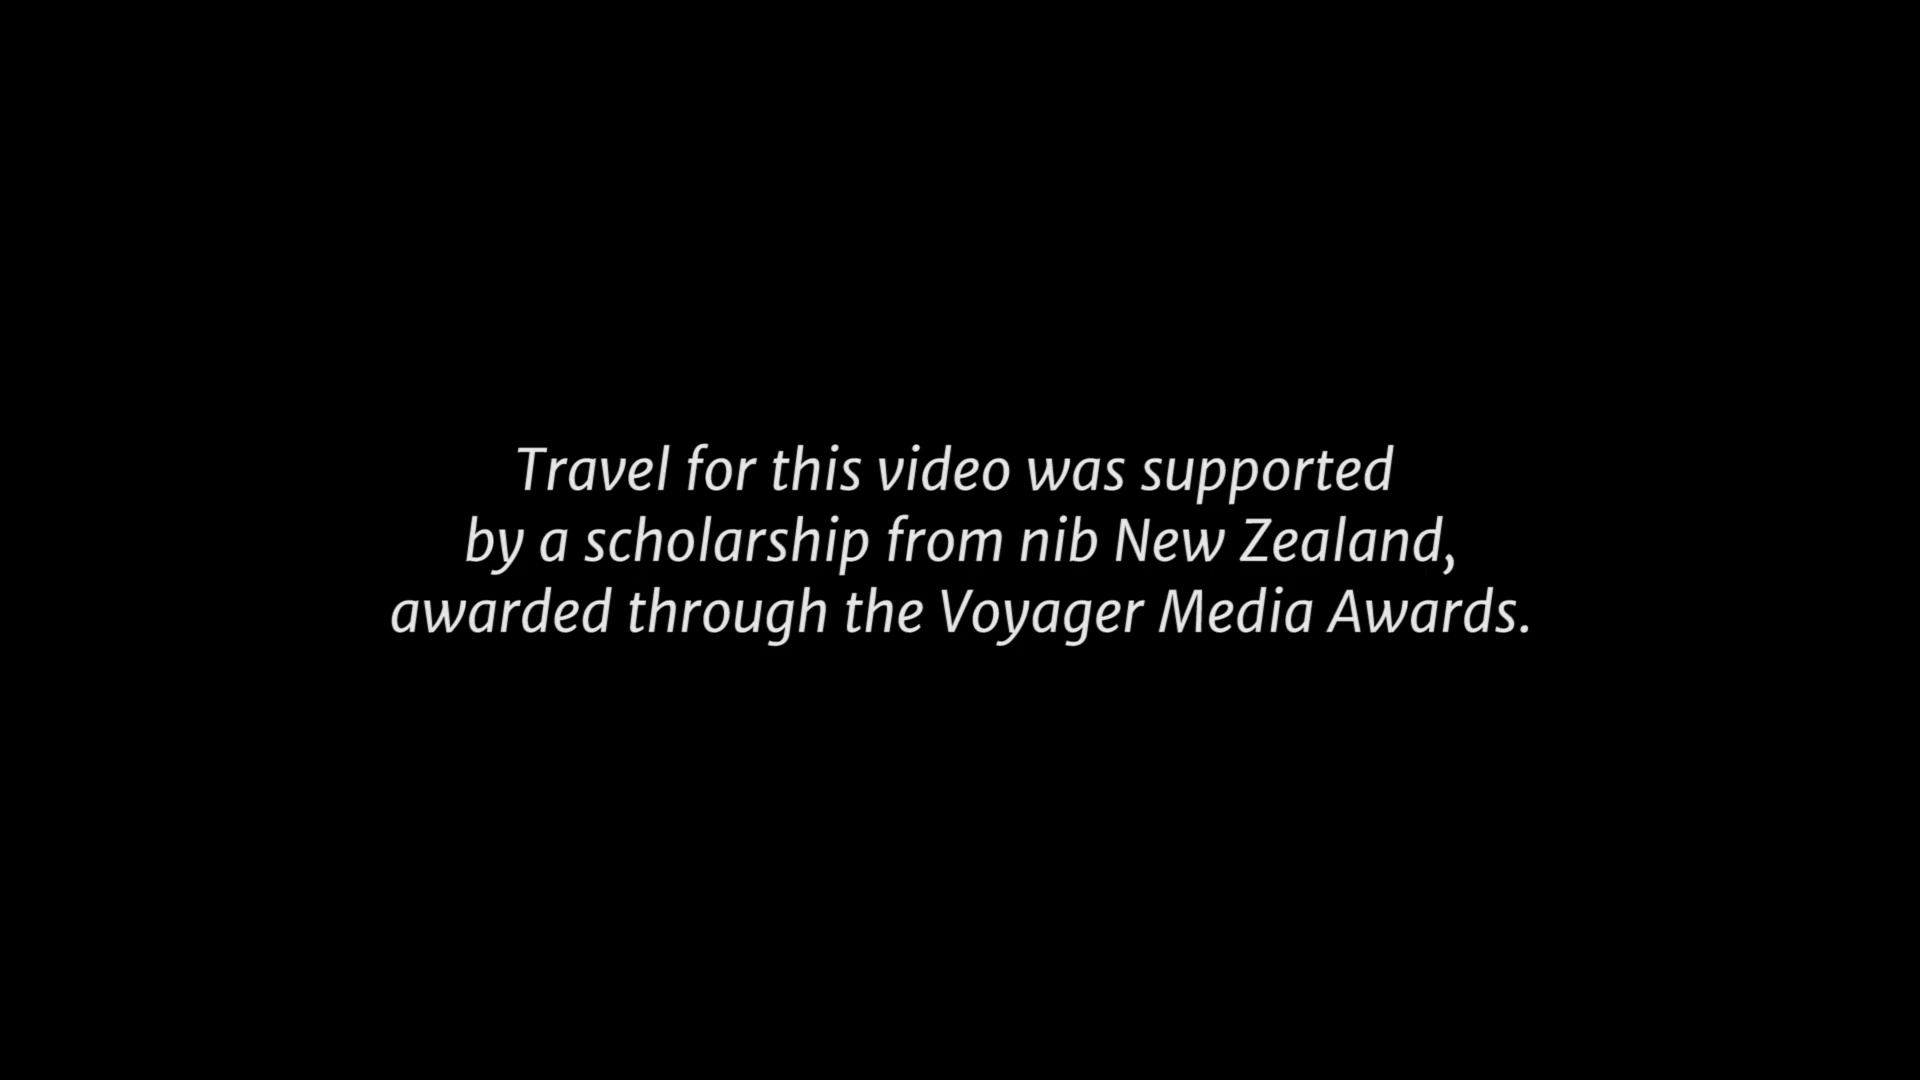 Travel for this video was supported
by a scholarship from nib New Zealand,
awarded through the Voyager Media Awards.